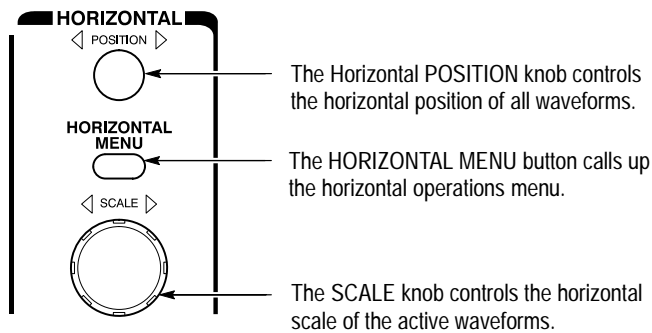 HORIZONTAL
POSITION
The Horizontal POSITION knob controls
the horizontal position of all waveforms.
HORIZONTAL
MENU
The HORIZONTAL MENU button calls up
the horizontal operations menu.
SCALE
The SCALE knob controls the horizontal
scale of the active waveforms.